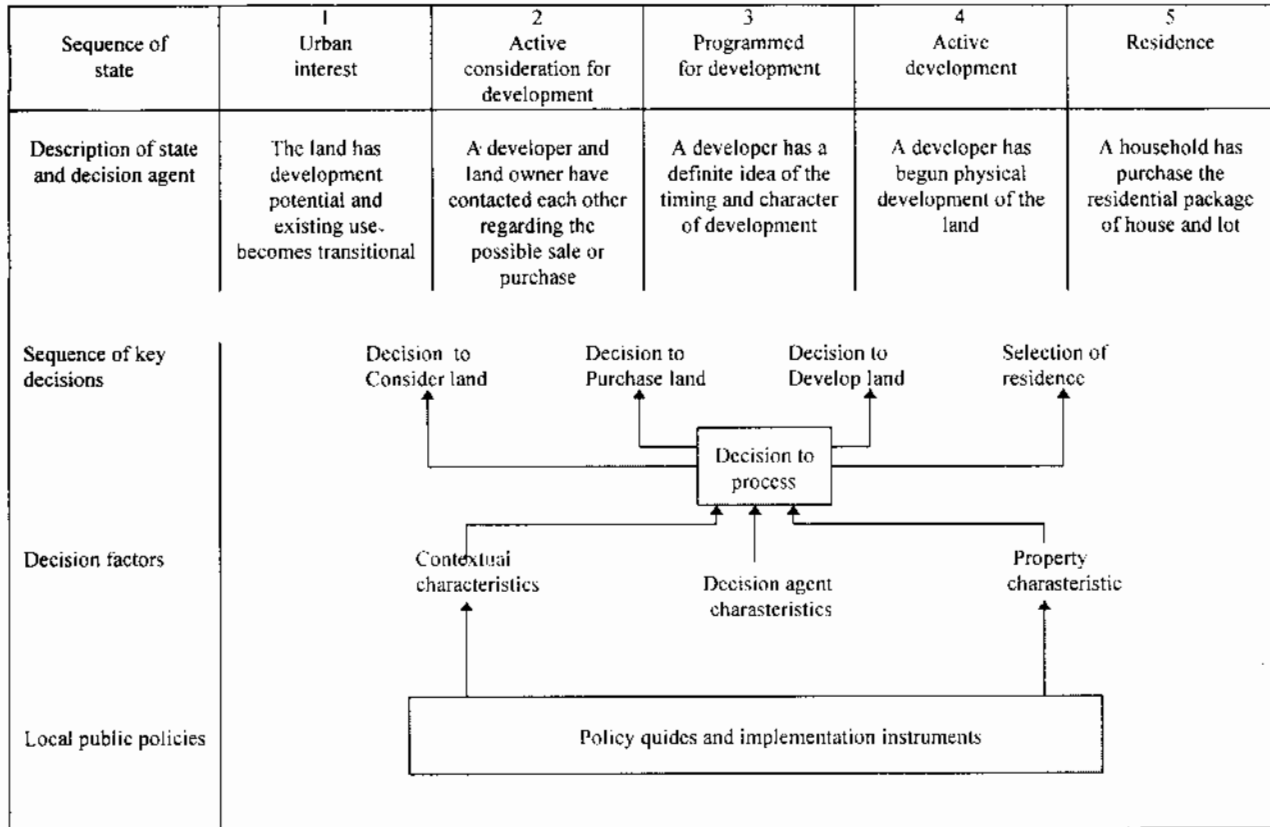 Sequence of
state
1
Urban
interest
2
Active
consideration for
development
3
Programmed
for development
4
Active
development
5
Residence
Description of state
and decision agent
The land has
development
potential and
existing use
becomes transitional
A developer and
land owner have
contacted each other
regarding the
possible sale or
purchase
A developer has a
definite idea of the
timing and character
of development
A developer has
begun physical
development of the
land
A household has
purchase the
residential package
of house and lot
Sequence of key
decisions
Decision to
Consider land
Decision to
Purchase land
Decision to
Develop land
Selection of
residence
Decision to
process
Decision factors
Contextual
characteristics
Decision agent
charasteristics
Property
charasteristic
Local public policies
Policy quides and implementation instruments